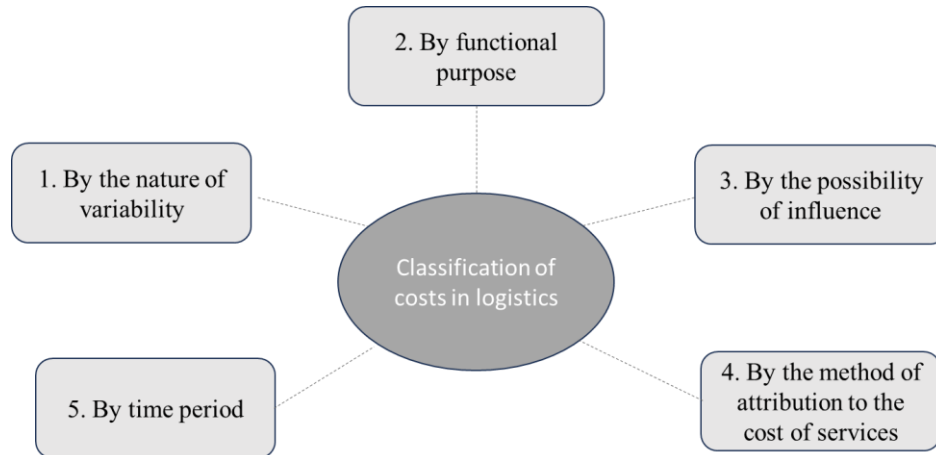 2. By functional
purpose
1. By the nature of
variability
3. By the possibility
of influence
Classification of
costs in logistics
5. By time period
4. By the method of
attribution to the
cost of services